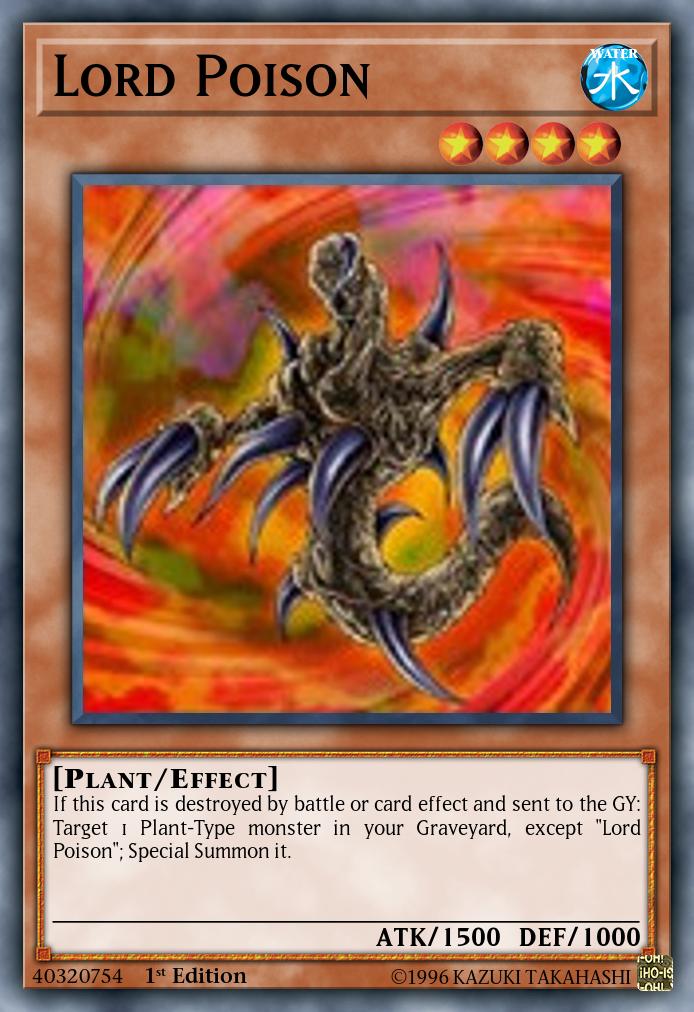 Lord Poison
WATER
水
[Plant/Effect]
If this card is destroyed by battle or card effect and sent to the GY:
Target 1 Plant-Type monster in your Graveyard, except "Lord
Poison"; Special Summon it.
ATK/1500 DEF/1000
40320754 1st Edition ©1996 KAZUKI TAKAHASHI